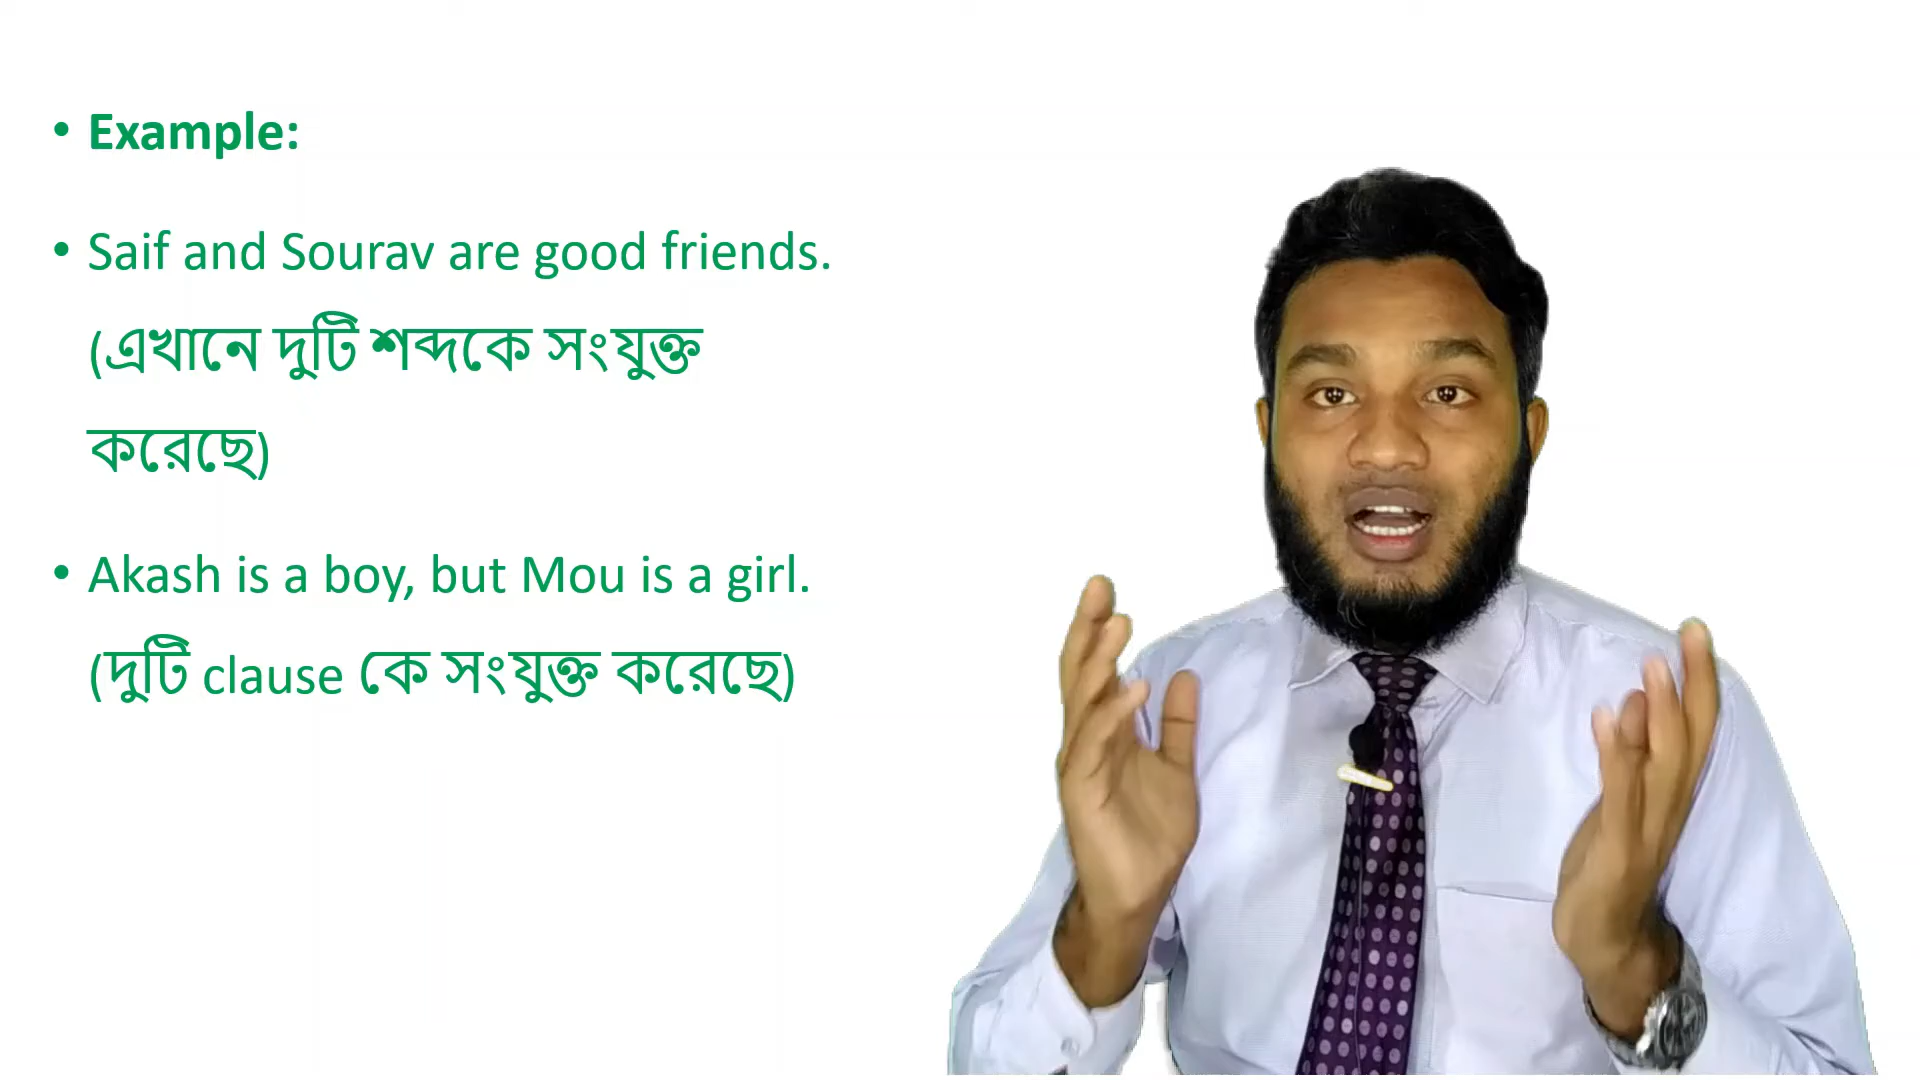 • Example:
• Saif and Sourav are good friends.
(এখানে দুটি শব্দকে সংযুক্ত
করেছে)
• Akash is a boy, but Mou is a girl.
(দুটি clause কে সংযুক্ত করেছে)